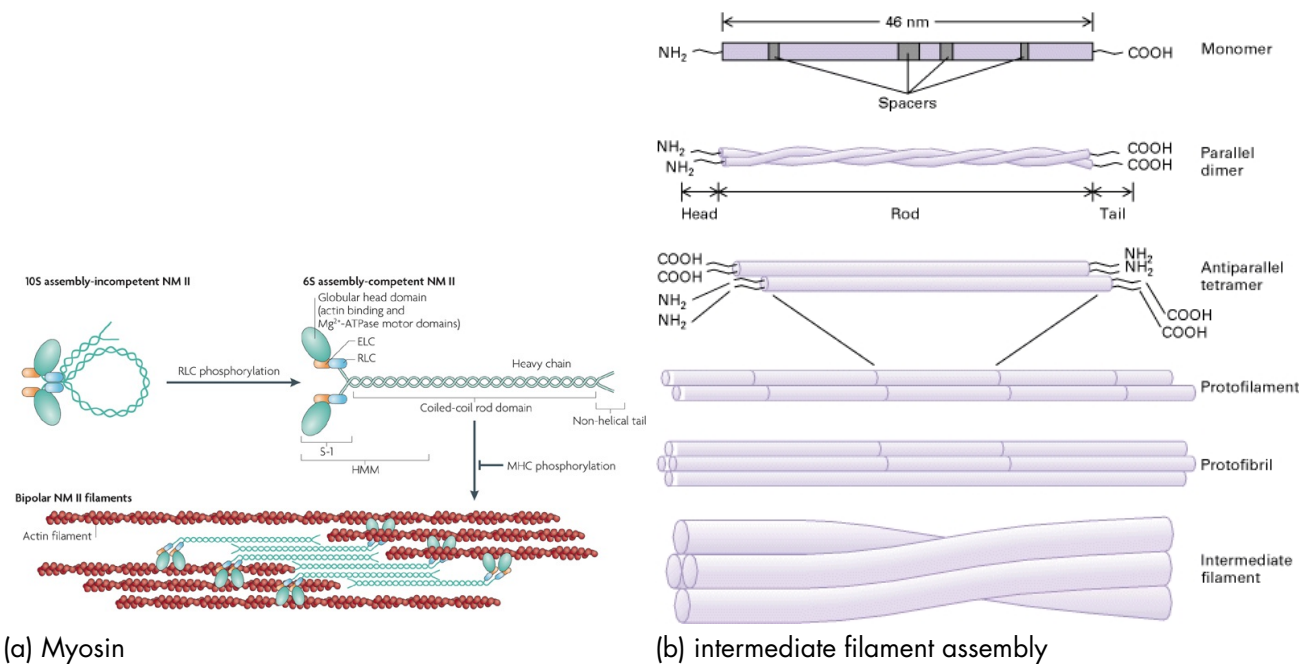 10S assembly-incompetent NM II
6S assembly-competent NM II
Globular head domain
(actin binding and
Mg²⁺-ATPase motor domains)
ELC
RLC
RLC phosphorylation
Heavy chain
Coiled-coil rod domain
Non-helical tail
S-1
HMM
MHC phosphorylation
Bipolar NM II filaments
Actin filament
(a) Myosin
46 nm
NH₂
COOH
Monomer
Spacers
NH₂
NH₂
COOH
COOH
Parallel
dimer
Head
Rod
Tail
COOH
COOH
NH₂
NH₂
NH₂
NH₂
COOH
COOH
Antiparallel
tetramer
Protofilament
Protofibril
Intermediate
filament
(b) intermediate filament assembly